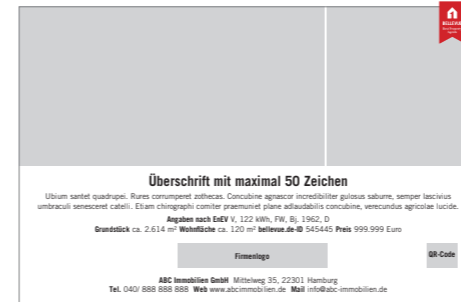 BELLEVUE
Überschrift mit maximal 50 Zeichen
Ubium santet quadrupei. Rures corrumperet zothecas. Concubine agnascor incredibiliter gulosus saburre, semper lascivius
umbraculi senesceret catelli. Etiam chirographi comiter praemuniet plane adlaudabilis concubine, verecundus agricolae lucide.
Angaben nach EnEV V, 122 kWh, FW, Bj. 1962, D
Grundstück ca. 2.614 m² Wohnfläche ca. 120 m² bellevue.de-ID 545445 Preis 999.999 Euro
Firmenlogo
QR-Code
ABC Immobilien GmbH Mittelweg 35, 22301 Hamburg
Tel. 040/ 888 888 888 Web www.abcimmobilien.de Mail info@abc-immobilien.de